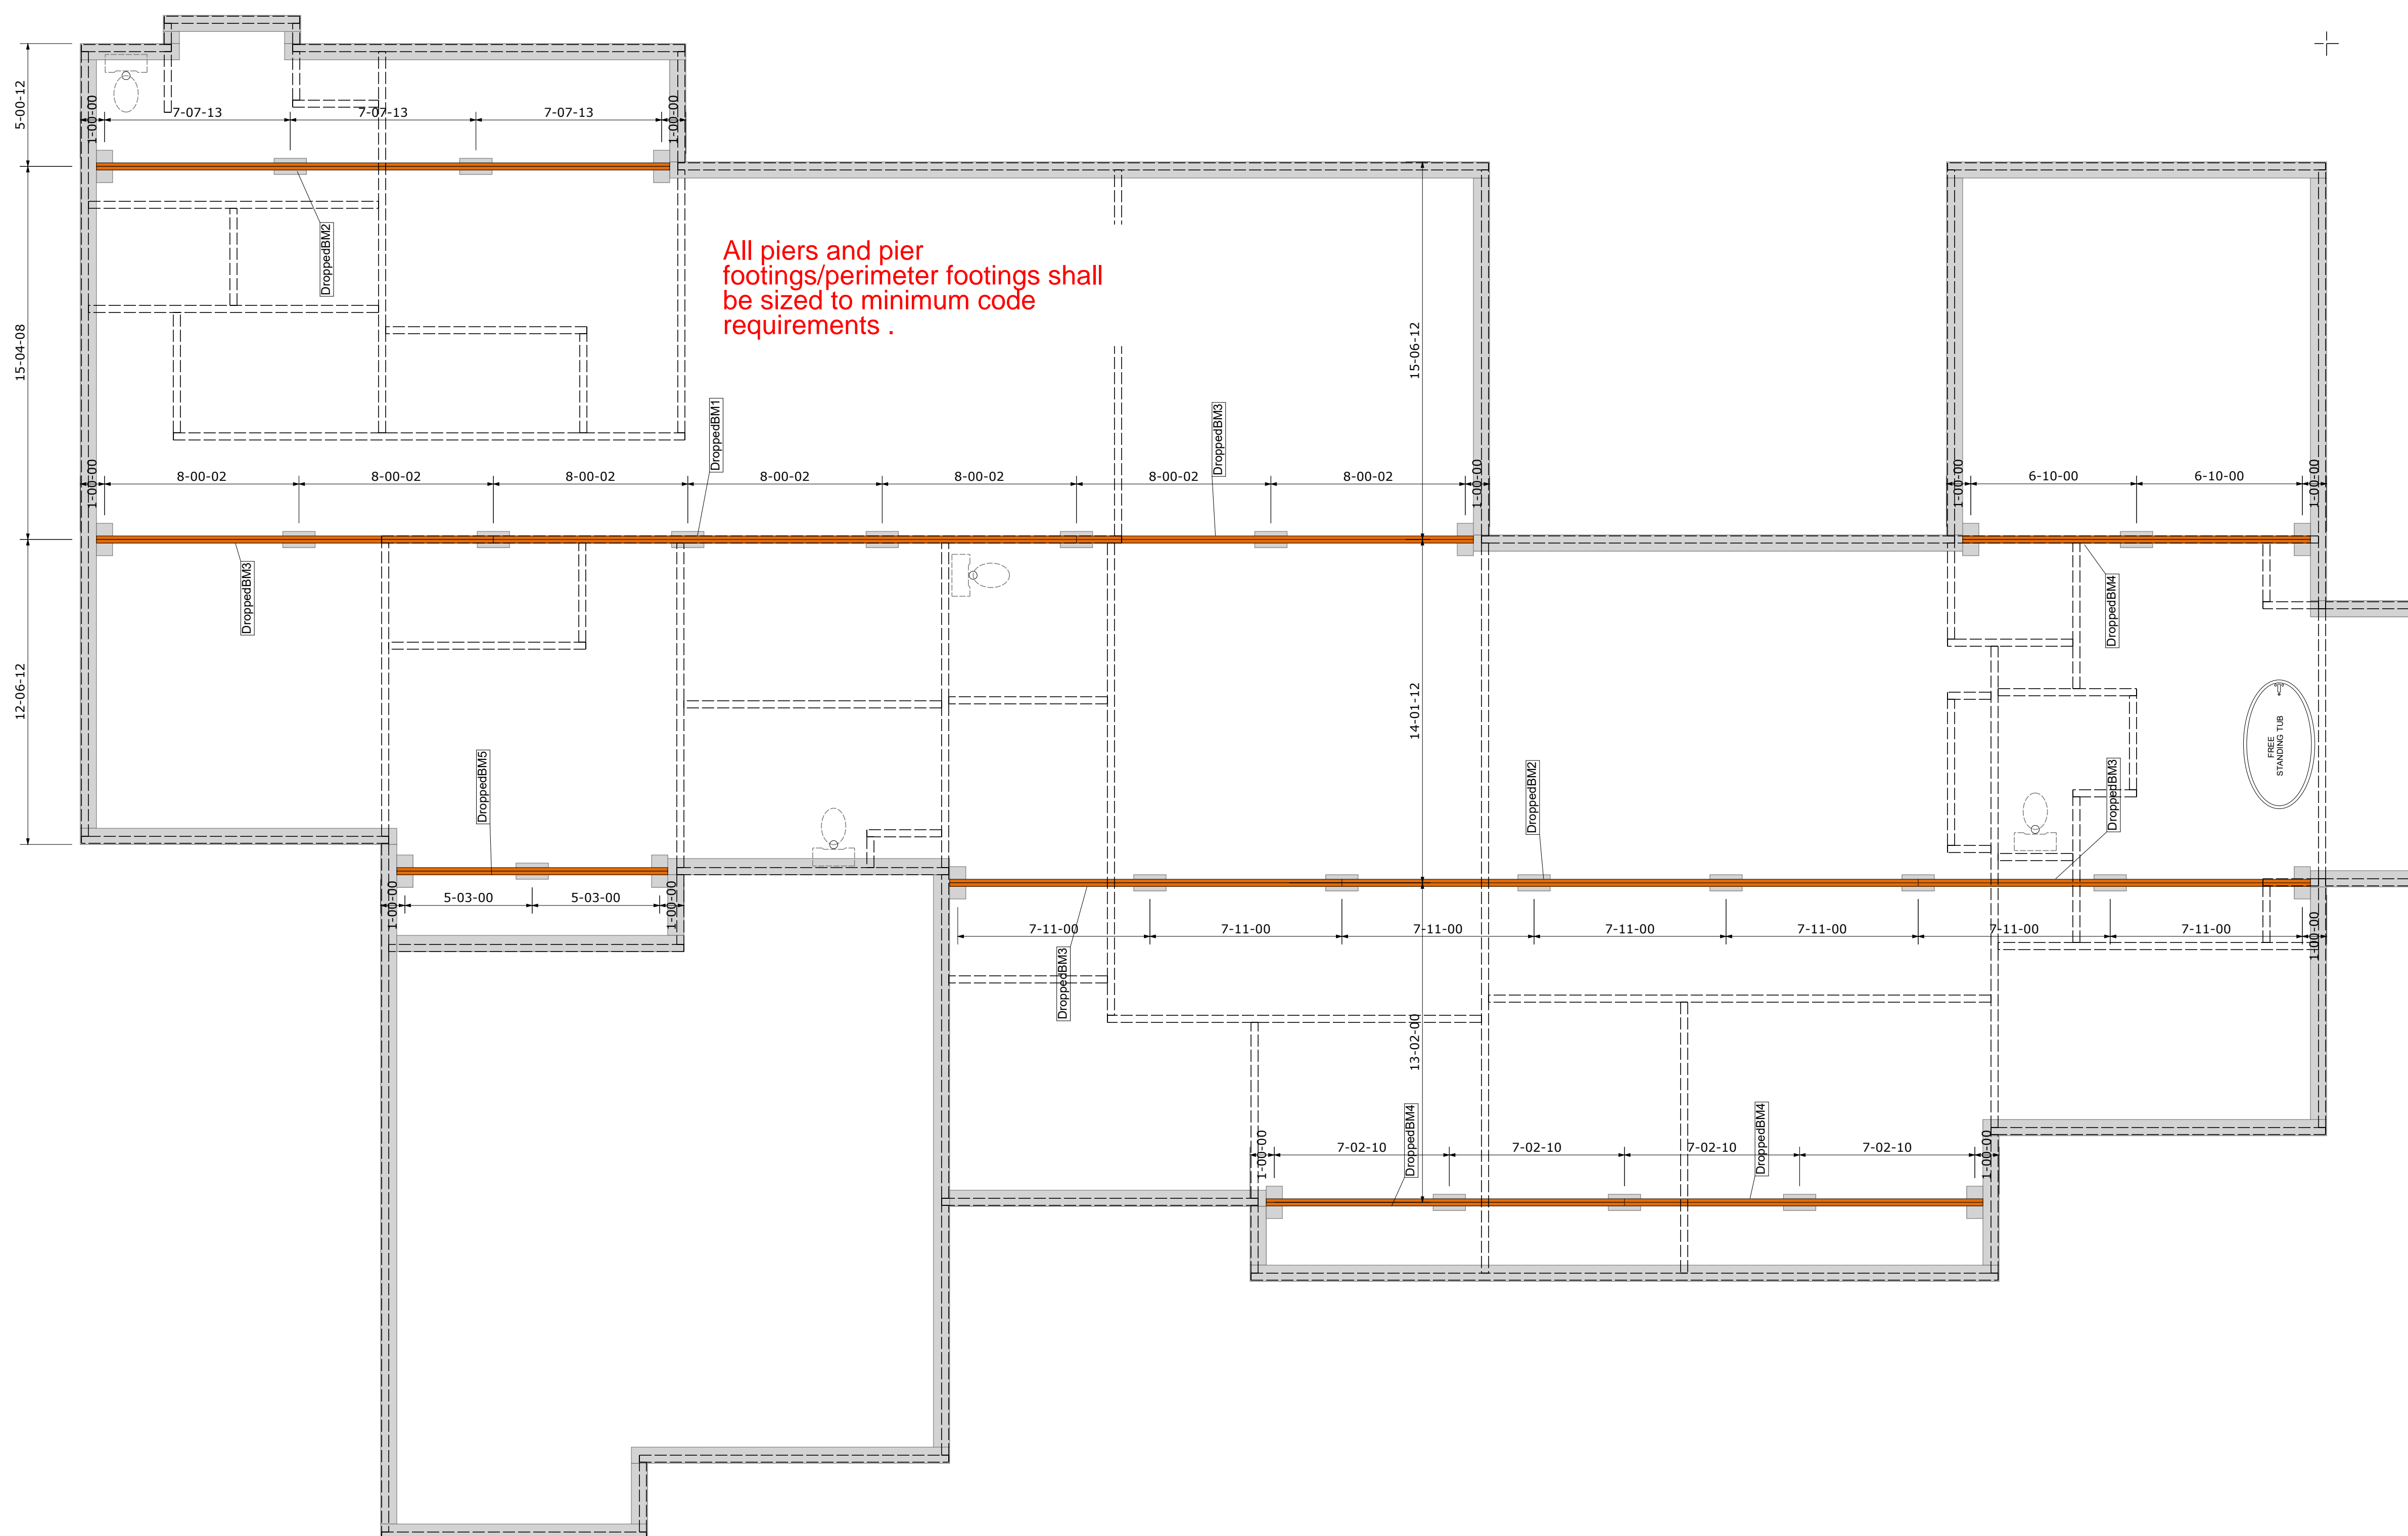 5-00-12
1-00-00
7-07-13
7-07-13
7-07-13
1-00-00
DroppedBM2
All piers and pier
footings/perimeter footings shall
be sized to minimum code
requirements .
15-04-08
15-06-12
DroppedBM1
DroppedBM3
1-00-00
8-00-02
8-00-02
8-00-02
8-00-02
8-00-02
8-00-02
8-00-02
1-00-00
1-00-00
6-10-00
6-10-00
1-00-00
DroppedBM3
DroppedBM4
12-06-12
14-01-12
FREE
STANDING TUB
DroppedBM5
DroppedBM2
DroppedBM3
1-00-00
5-03-00
5-03-00
1-00-00
7-11-00
7-11-00
7-11-00
7-11-00
7-11-00
7-11-00
7-11-00
1-00-00
DroppedBM3
13-02-00
DroppedBM4
DroppedBM4
1-00-00
7-02-10
7-02-10
7-02-10
7-02-10
1-00-00